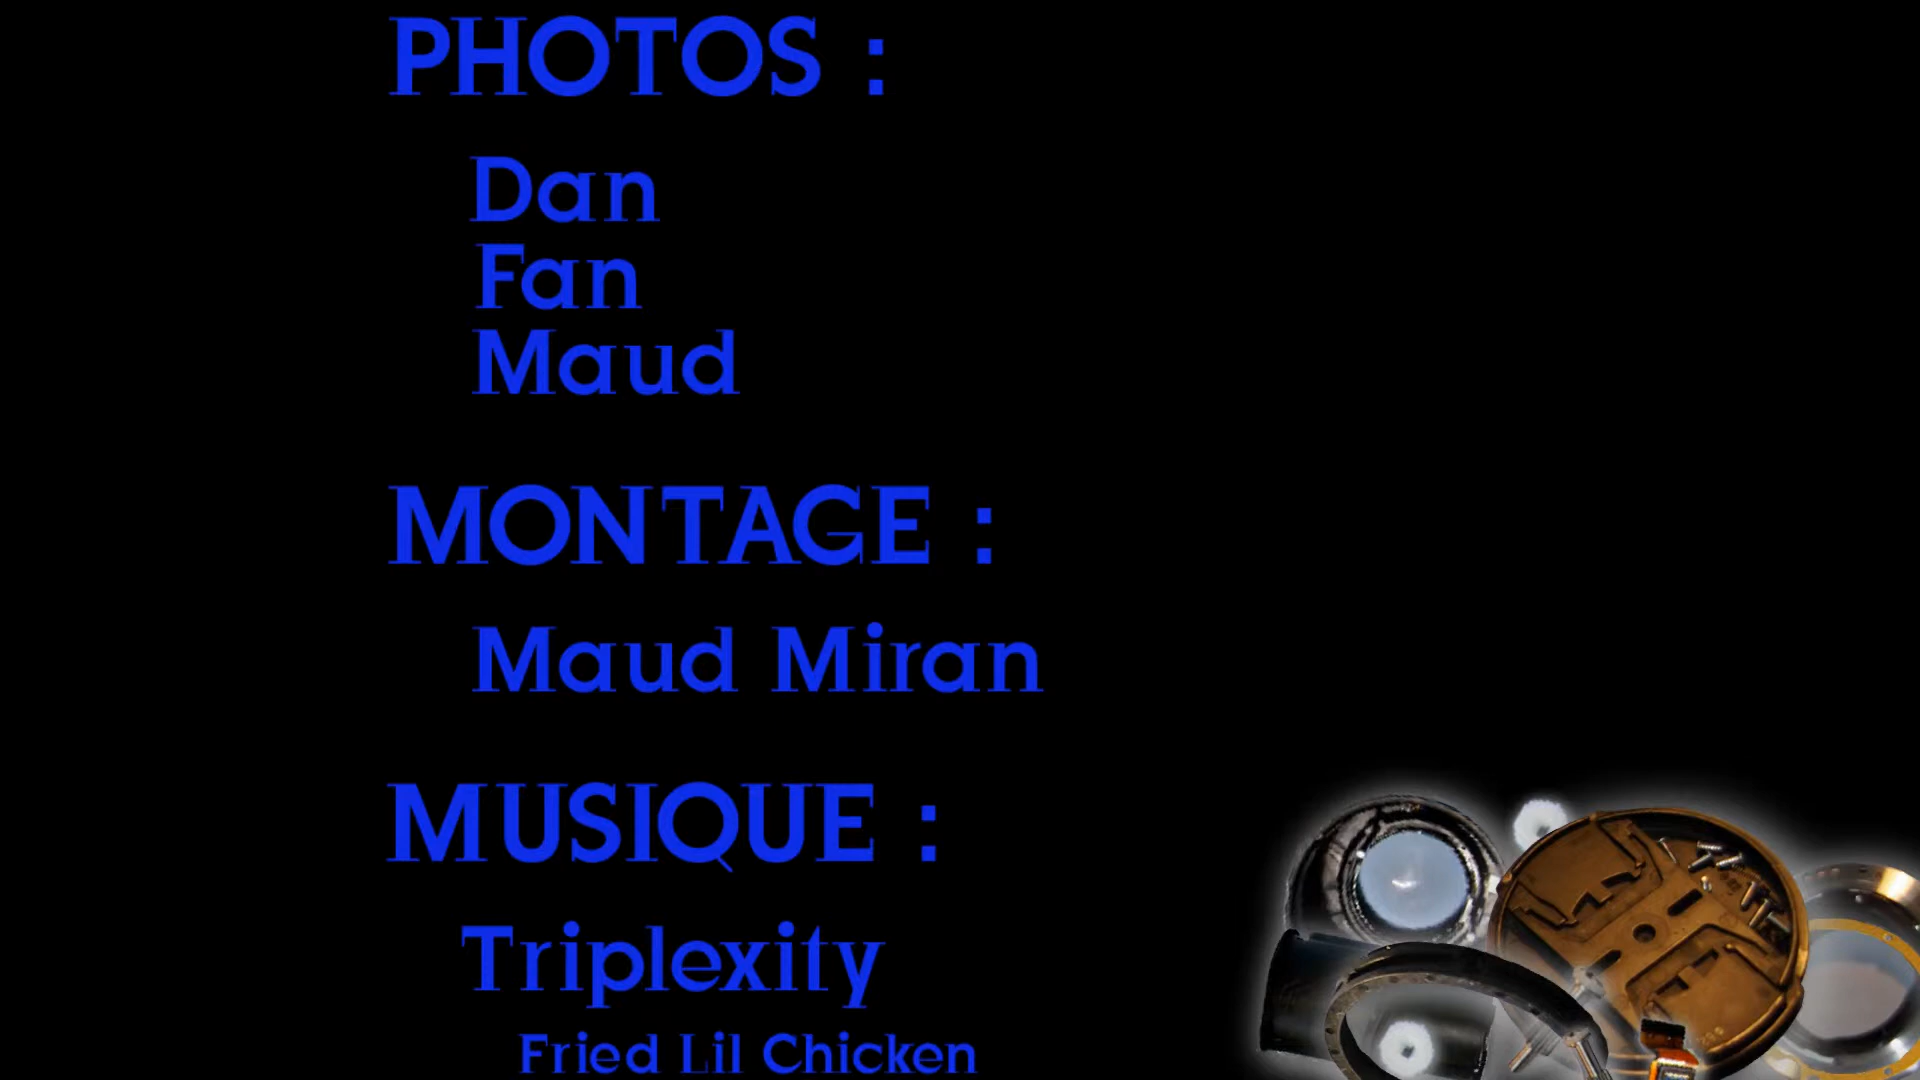 PHOTOS :
Dan
Fan
Maud
MONTAGE :
Maud Miran
MUSIQUE :
Triplexity
Fried Lil Chicken